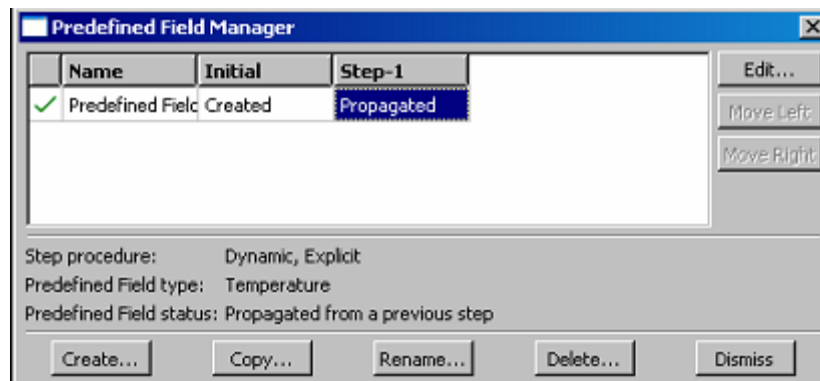 Predefined Field Manager
Name Initial Step-1 Edit...
Predefined Field Created Propagated Move Left
Move Right
Step procedure: Dynamic, Explicit
Predefined Field type: Temperature
Predefined Field status: Propagated from a previous step
Create... Copy... Rename... Delete... Dismiss